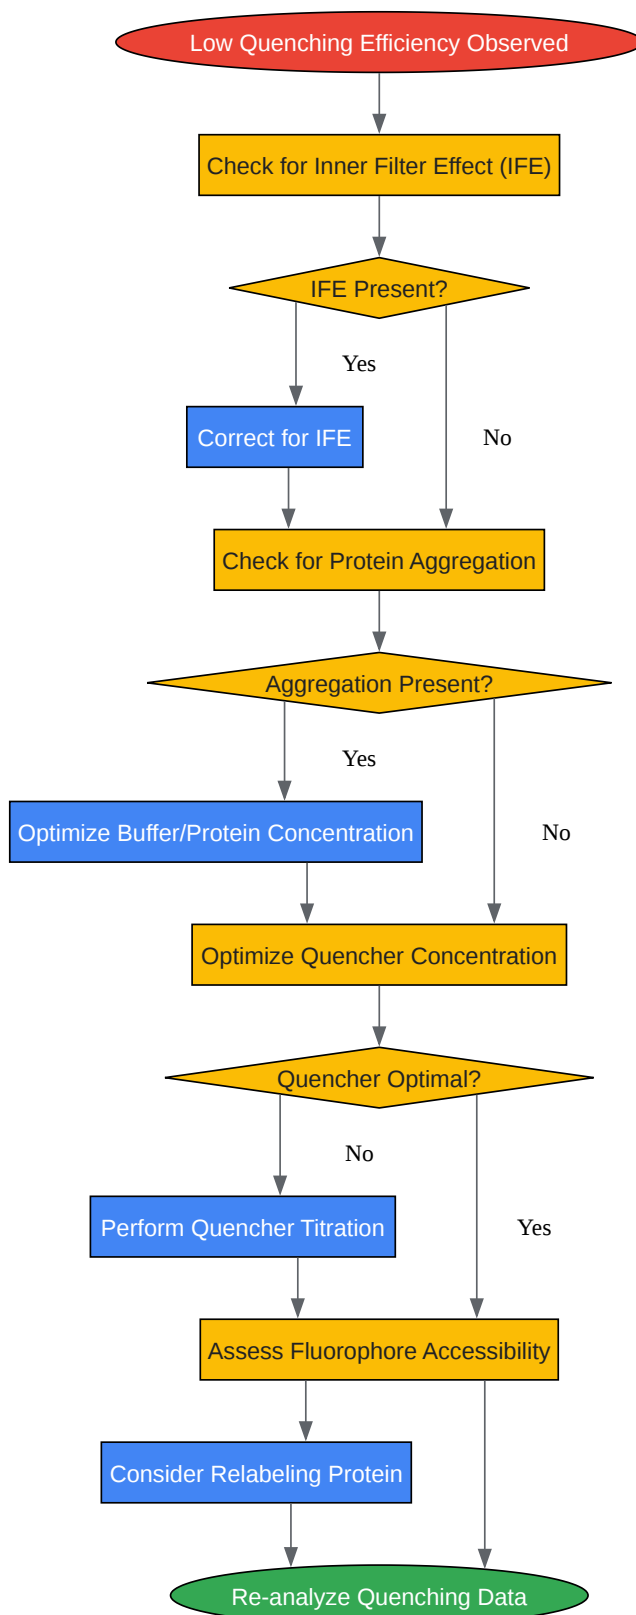 Low Quenching Efficiency Observed
Check for Inner Filter Effect (IFE)
IFE Present?
Yes
Correct for IFE
No
Check for Protein Aggregation
Aggregation Present?
Yes
Optimize Buffer/Protein Concentration
No
Optimize Quencher Concentration
Quencher Optimal?
No
Perform Quencher Titration
Yes
Assess Fluorophore Accessibility
Consider Relabeling Protein
Re-analyze Quenching Data